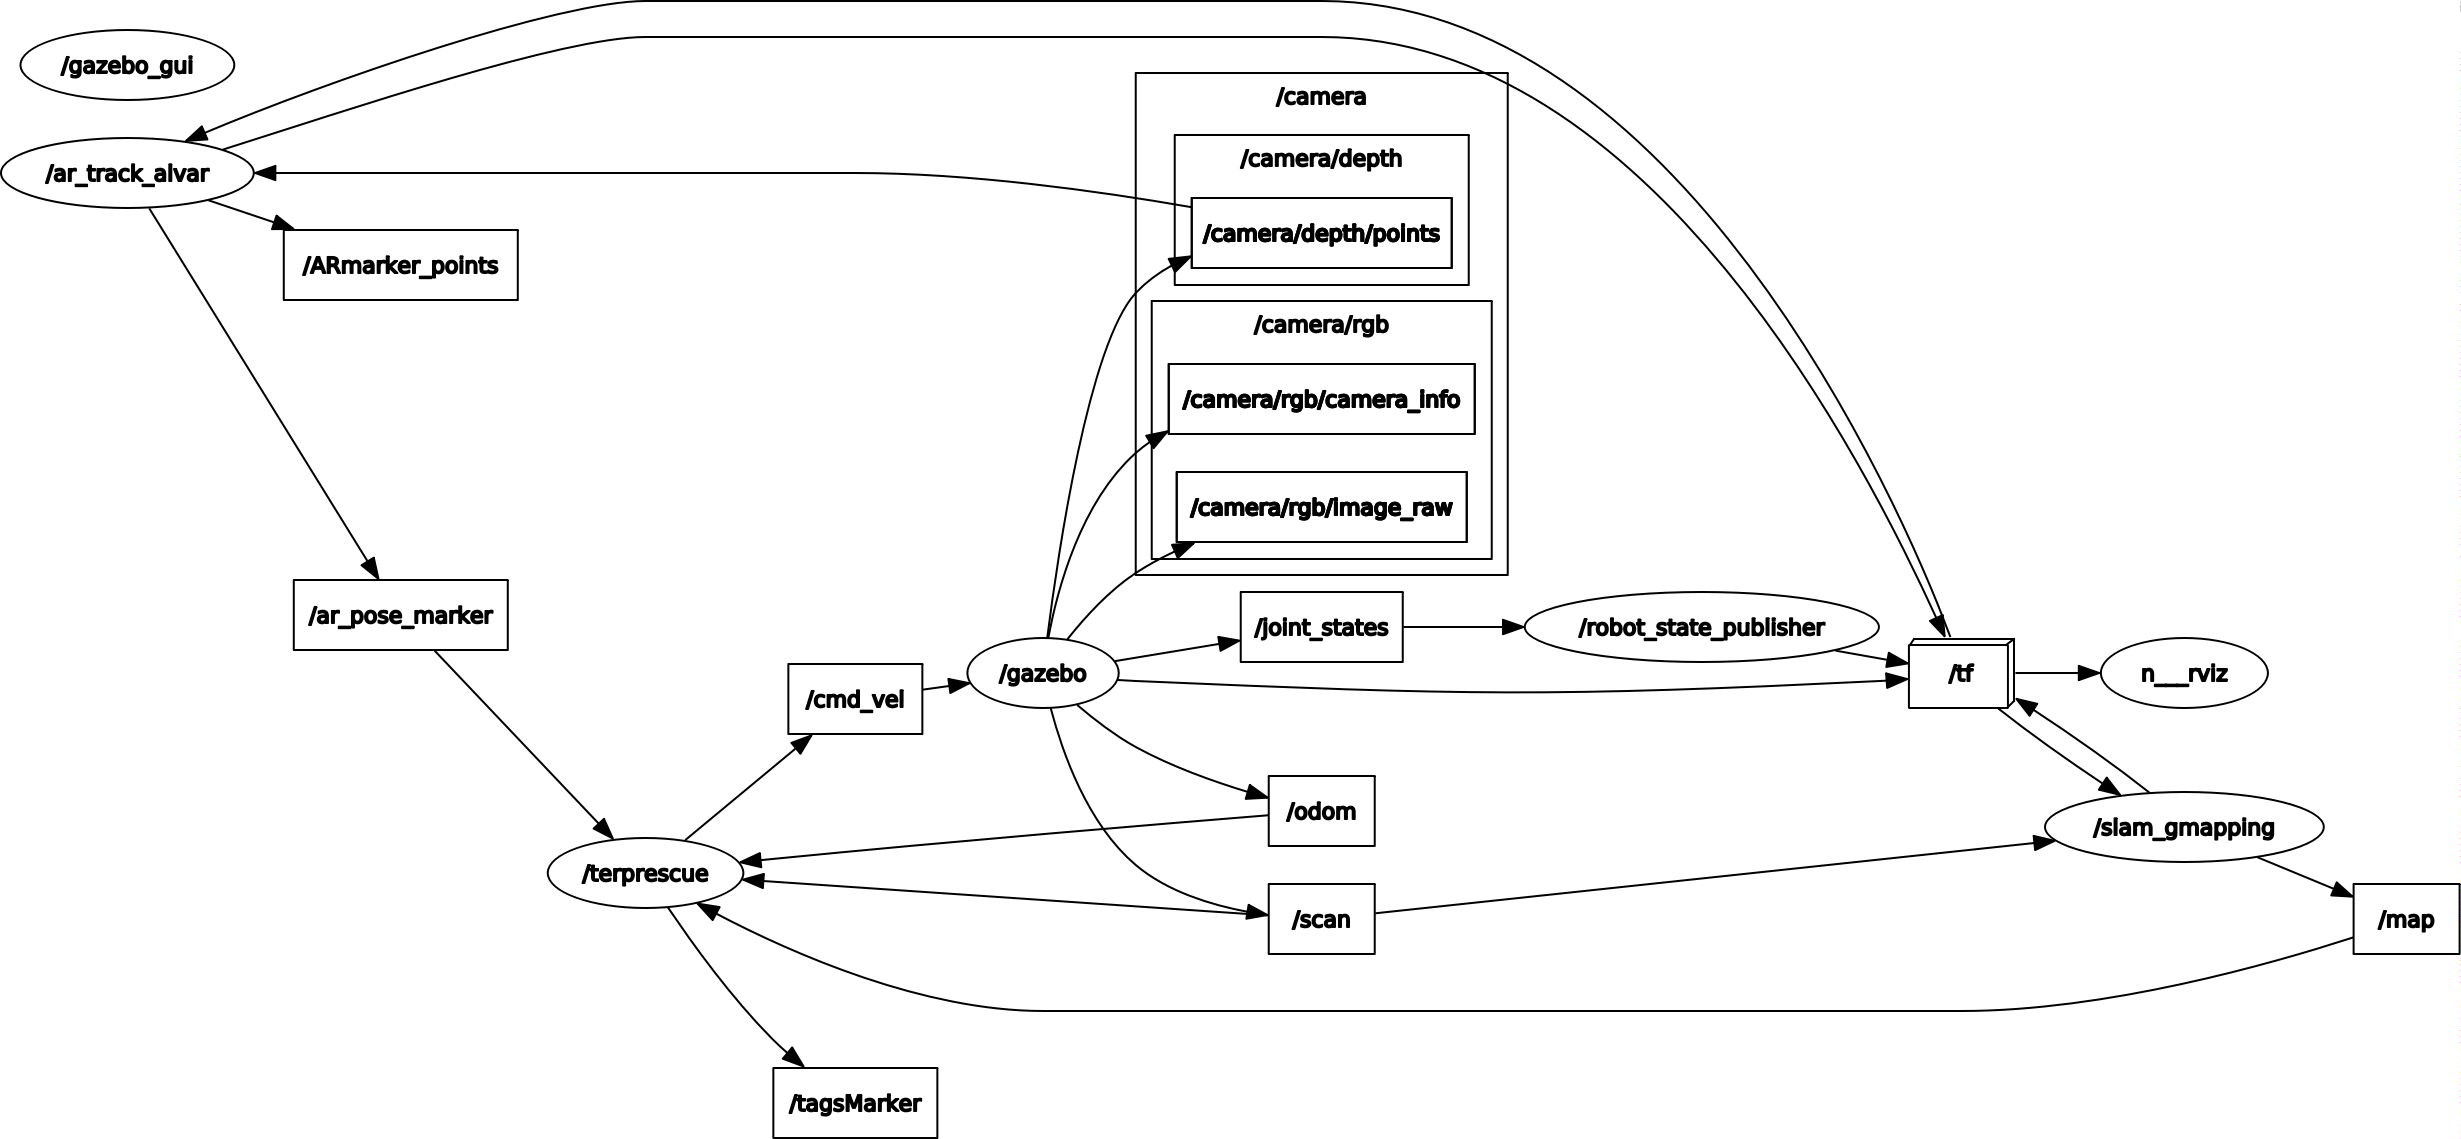 /gazebo_gui
/camera
/camera/depth
/ar_track_alvar
/camera/depth/points
/ARmarker_points
/camera/rgb
/camera/rgb/camera_info
/camera/rgb/image_raw
/ar_pose_marker
/joint_states
/robot_state_publisher
/cmd_vel
/gazebo
/tf
n___rviz
/odom
/slam_gmapping
/terprescue
/scan
/map
/tagsMarker